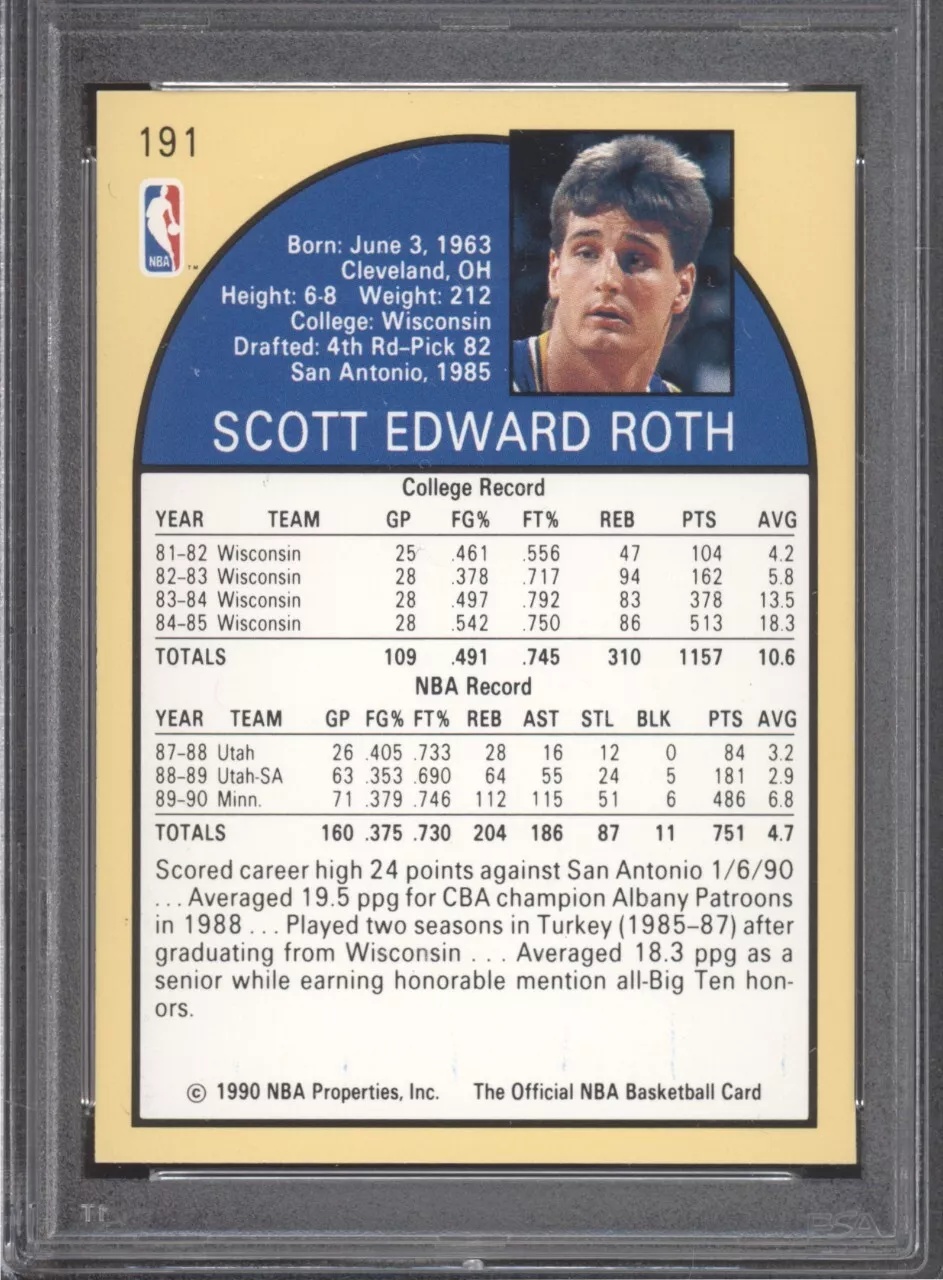 191
NBA
™
Born: June 3, 1963
Cleveland, OH
Height: 6-8 Weight: 212
College: Wisconsin
Drafted: 4th Rd–Pick 82
San Antonio, 1985
SCOTT EDWARD ROTH
College Record
YEAR TEAM GP FG% FT% REB PTS AVG
81–82 Wisconsin 25 .461 .556 47 104 4.2
82–83 Wisconsin 28 .378 .717 94 162 5.8
83–84 Wisconsin 28 .497 .792 83 378 13.5
84–85 Wisconsin 28 .542 .750 86 513 18.3
TOTALS 109 .491 .745 310 1157 10.6
NBA Record
YEAR TEAM GP FG% FT% REB AST STL BLK PTS AVG
87-88 Utah 26 .405 .733 28 16 12 0 84 3.2
88-89 Utah-SA 63 .353 .690 64 55 24 5 181 2.9
89-90 Minn. 71 .379 .746 112 115 51 6 486 6.8
TOTALS 160 .375 .730 204 186 87 11 751 4.7
Scored career high 24 points against San Antonio 1/6/90
... Averaged 19.5 ppg for CBA champion Albany Patroons
in 1988 ... Played two seasons in Turkey (1985–87) after
graduating from Wisconsin ... Averaged 18.3 ppg as a
senior while earning honorable mention all-Big Ten hon-
ors.
© 1990 NBA Properties, Inc. The Official NBA Basketball Card
PSA